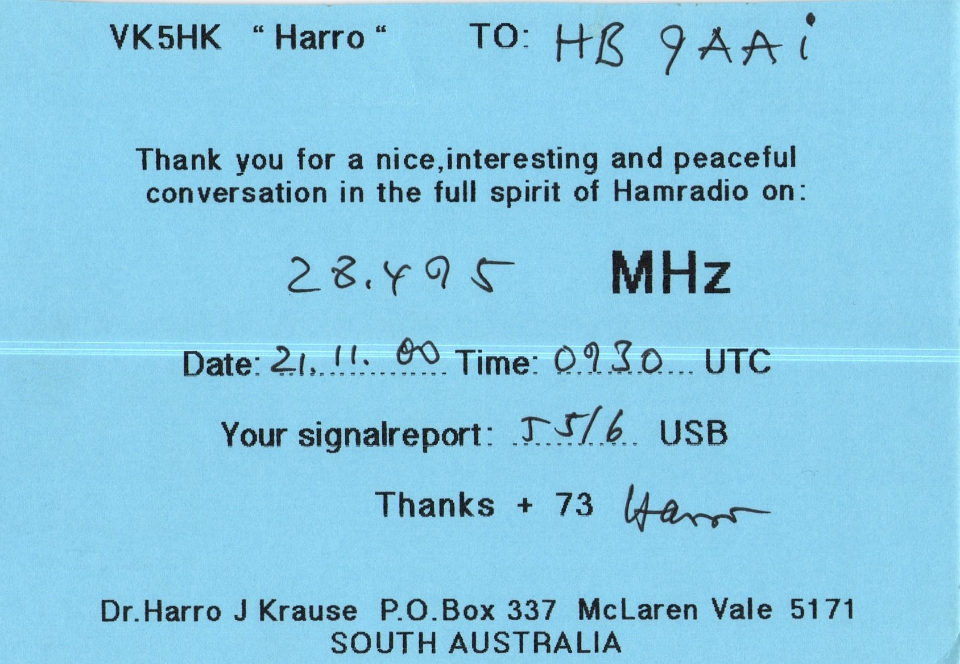 VK5HK “ Harro “ TO: HB 9AAi
Thank you for a nice,interesting and peaceful
conversation in the full spirit of Hamradio on:
28.495 MHz
Date: 21.11.00 Time: 0930 UTC
Your signalreport: 55/6 USB
Thanks + 73 Harro
Dr.Harro J Krause P.O.Box 337 McLaren Vale 5171
SOUTH AUSTRALIA